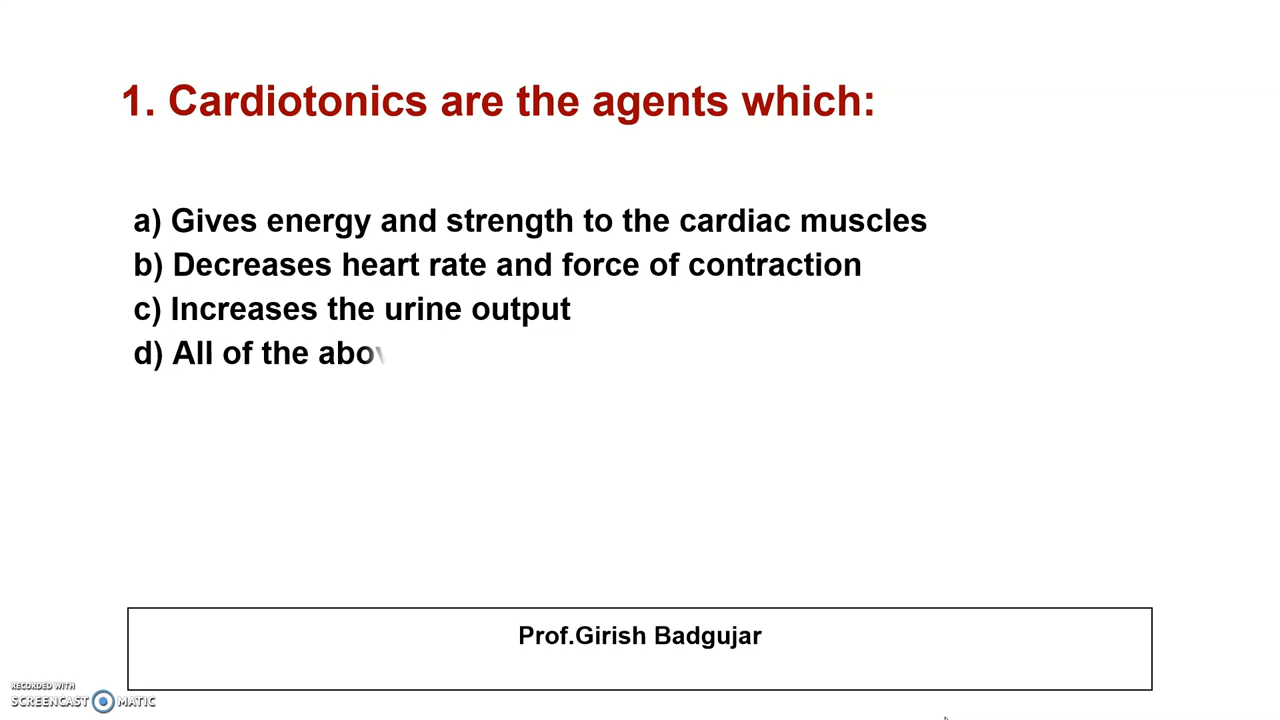 1. Cardiotonics are the agents which:
a) Gives energy and strength to the cardiac muscles
b) Decreases heart rate and force of contraction
c) Increases the urine output
d) All of the abov
Prof.Girish Badgujar
RECORDED WITH
SCREENCAST MATIC